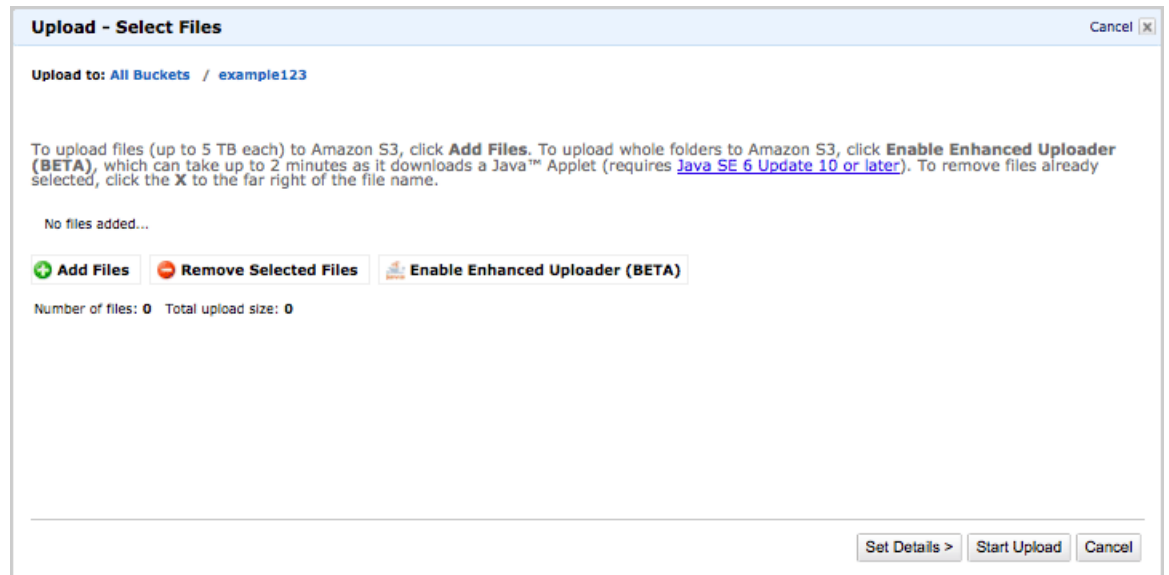 Upload - Select Files Cancel x
Upload to: All Buckets / example123
To upload files (up to 5 TB each) to Amazon S3, click Add Files. To upload whole folders to Amazon S3, click Enable Enhanced Uploader
(BETA), which can take up to 2 minutes as it downloads a Java™ Applet (requires Java SE 6 Update 10 or later). To remove files already
selected, click the X to the far right of the file name.
No files added...
Add Files Remove Selected Files Enable Enhanced Uploader (BETA)
Number of files: 0 Total upload size: 0
Set Details > Start Upload Cancel